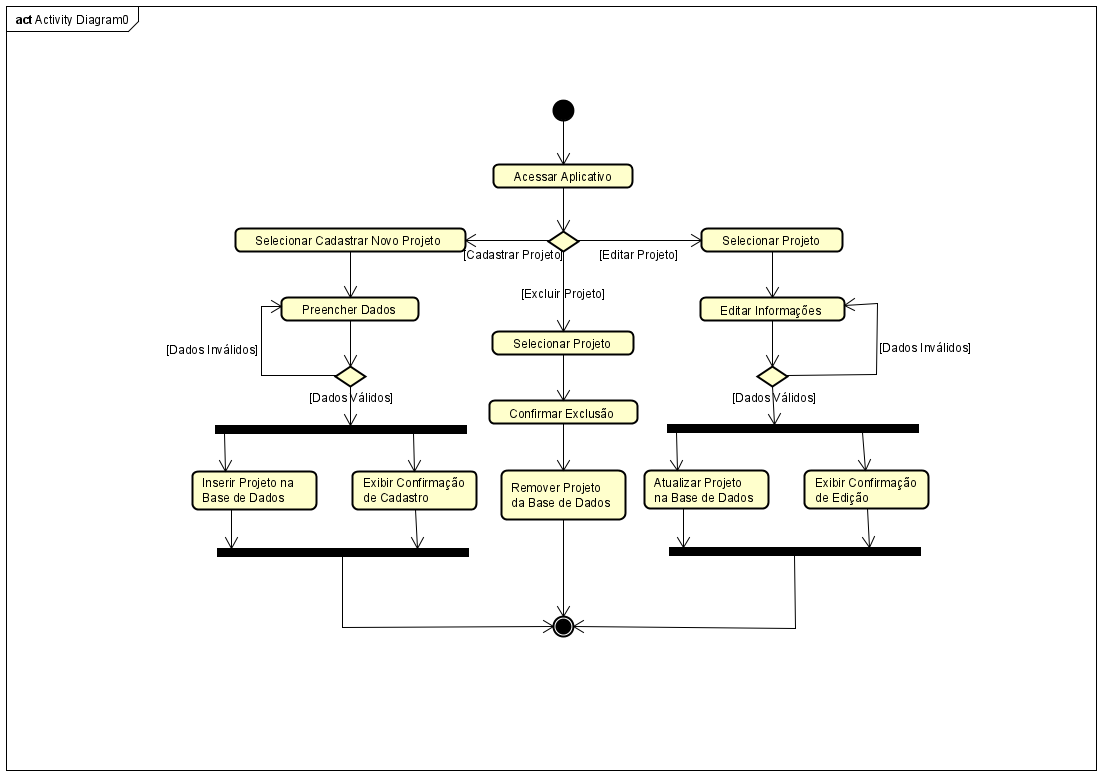 act Activity Diagram0
Acessar Aplicativo
Selecionar Cadastrar Novo Projeto
[Cadastrar Projeto]
[Editar Projeto]
Selecionar Projeto
[Excluir Projeto]
Preencher Dados
Editar Informações
[Dados Inválidos]
Selecionar Projeto
[Dados Inválidos]
[Dados Válidos]
Confirmar Exclusão
[Dados Válidos]
Inserir Projeto na
Base de Dados
Exibir Confirmação
de Cadastro
Remover Projeto
da Base de Dados
Atualizar Projeto
na Base de Dados
Exibir Confirmação
de Edição